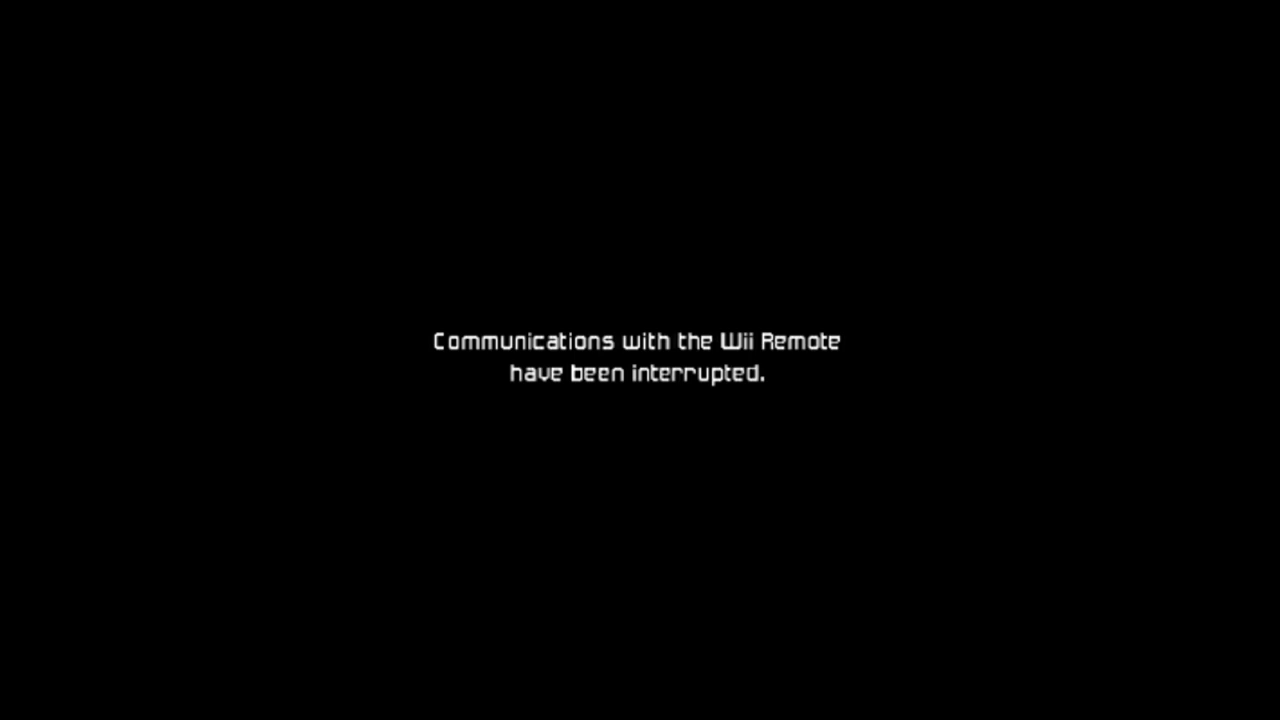 Communications with the Wii Remote
have been interrupted.